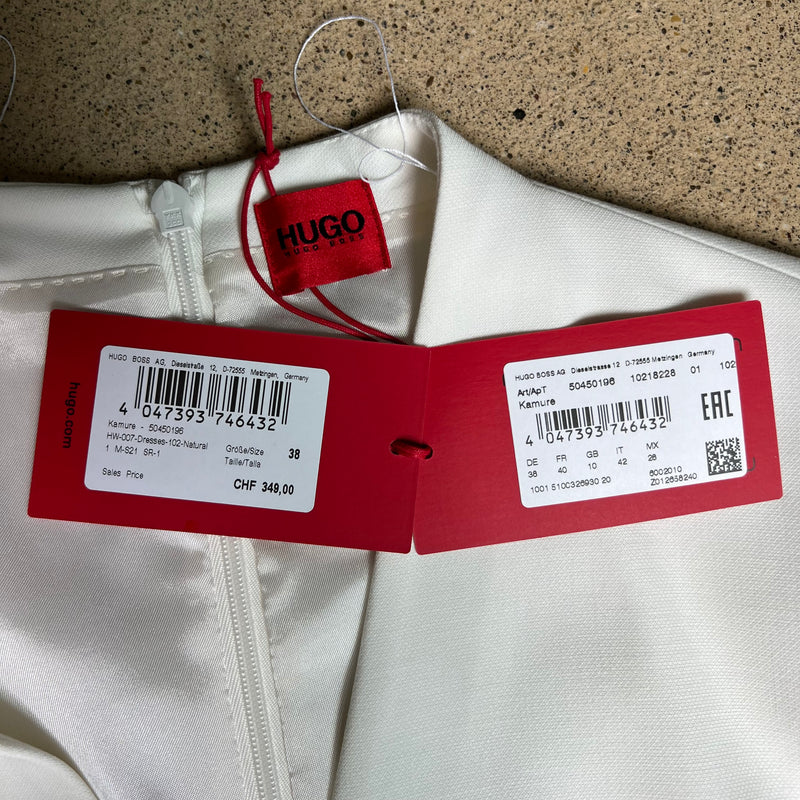 HUGO
HUGO BOSS
hugo.com
HUGO BOSS AG, Dieselstraße 12, D-72555 Metzingen, Germany
4 047393 746432
Kamure - 50450196
HW-007-Dresses-102-Natural
1 M-S21 SR-1
Größe/Size 38
Taille/Talla
Sales Price
CHF 349,00
HUGO BOSS AG Dieselstrasse 12 D-72555 Metzingen Germany
Art/ApT 50450196 10218228 01 102
Kamure
4 047393 746432
EAC
DE FR GB IT MX
38 40 10 42 28
1001 5100326930 20
6002010
Z012658240